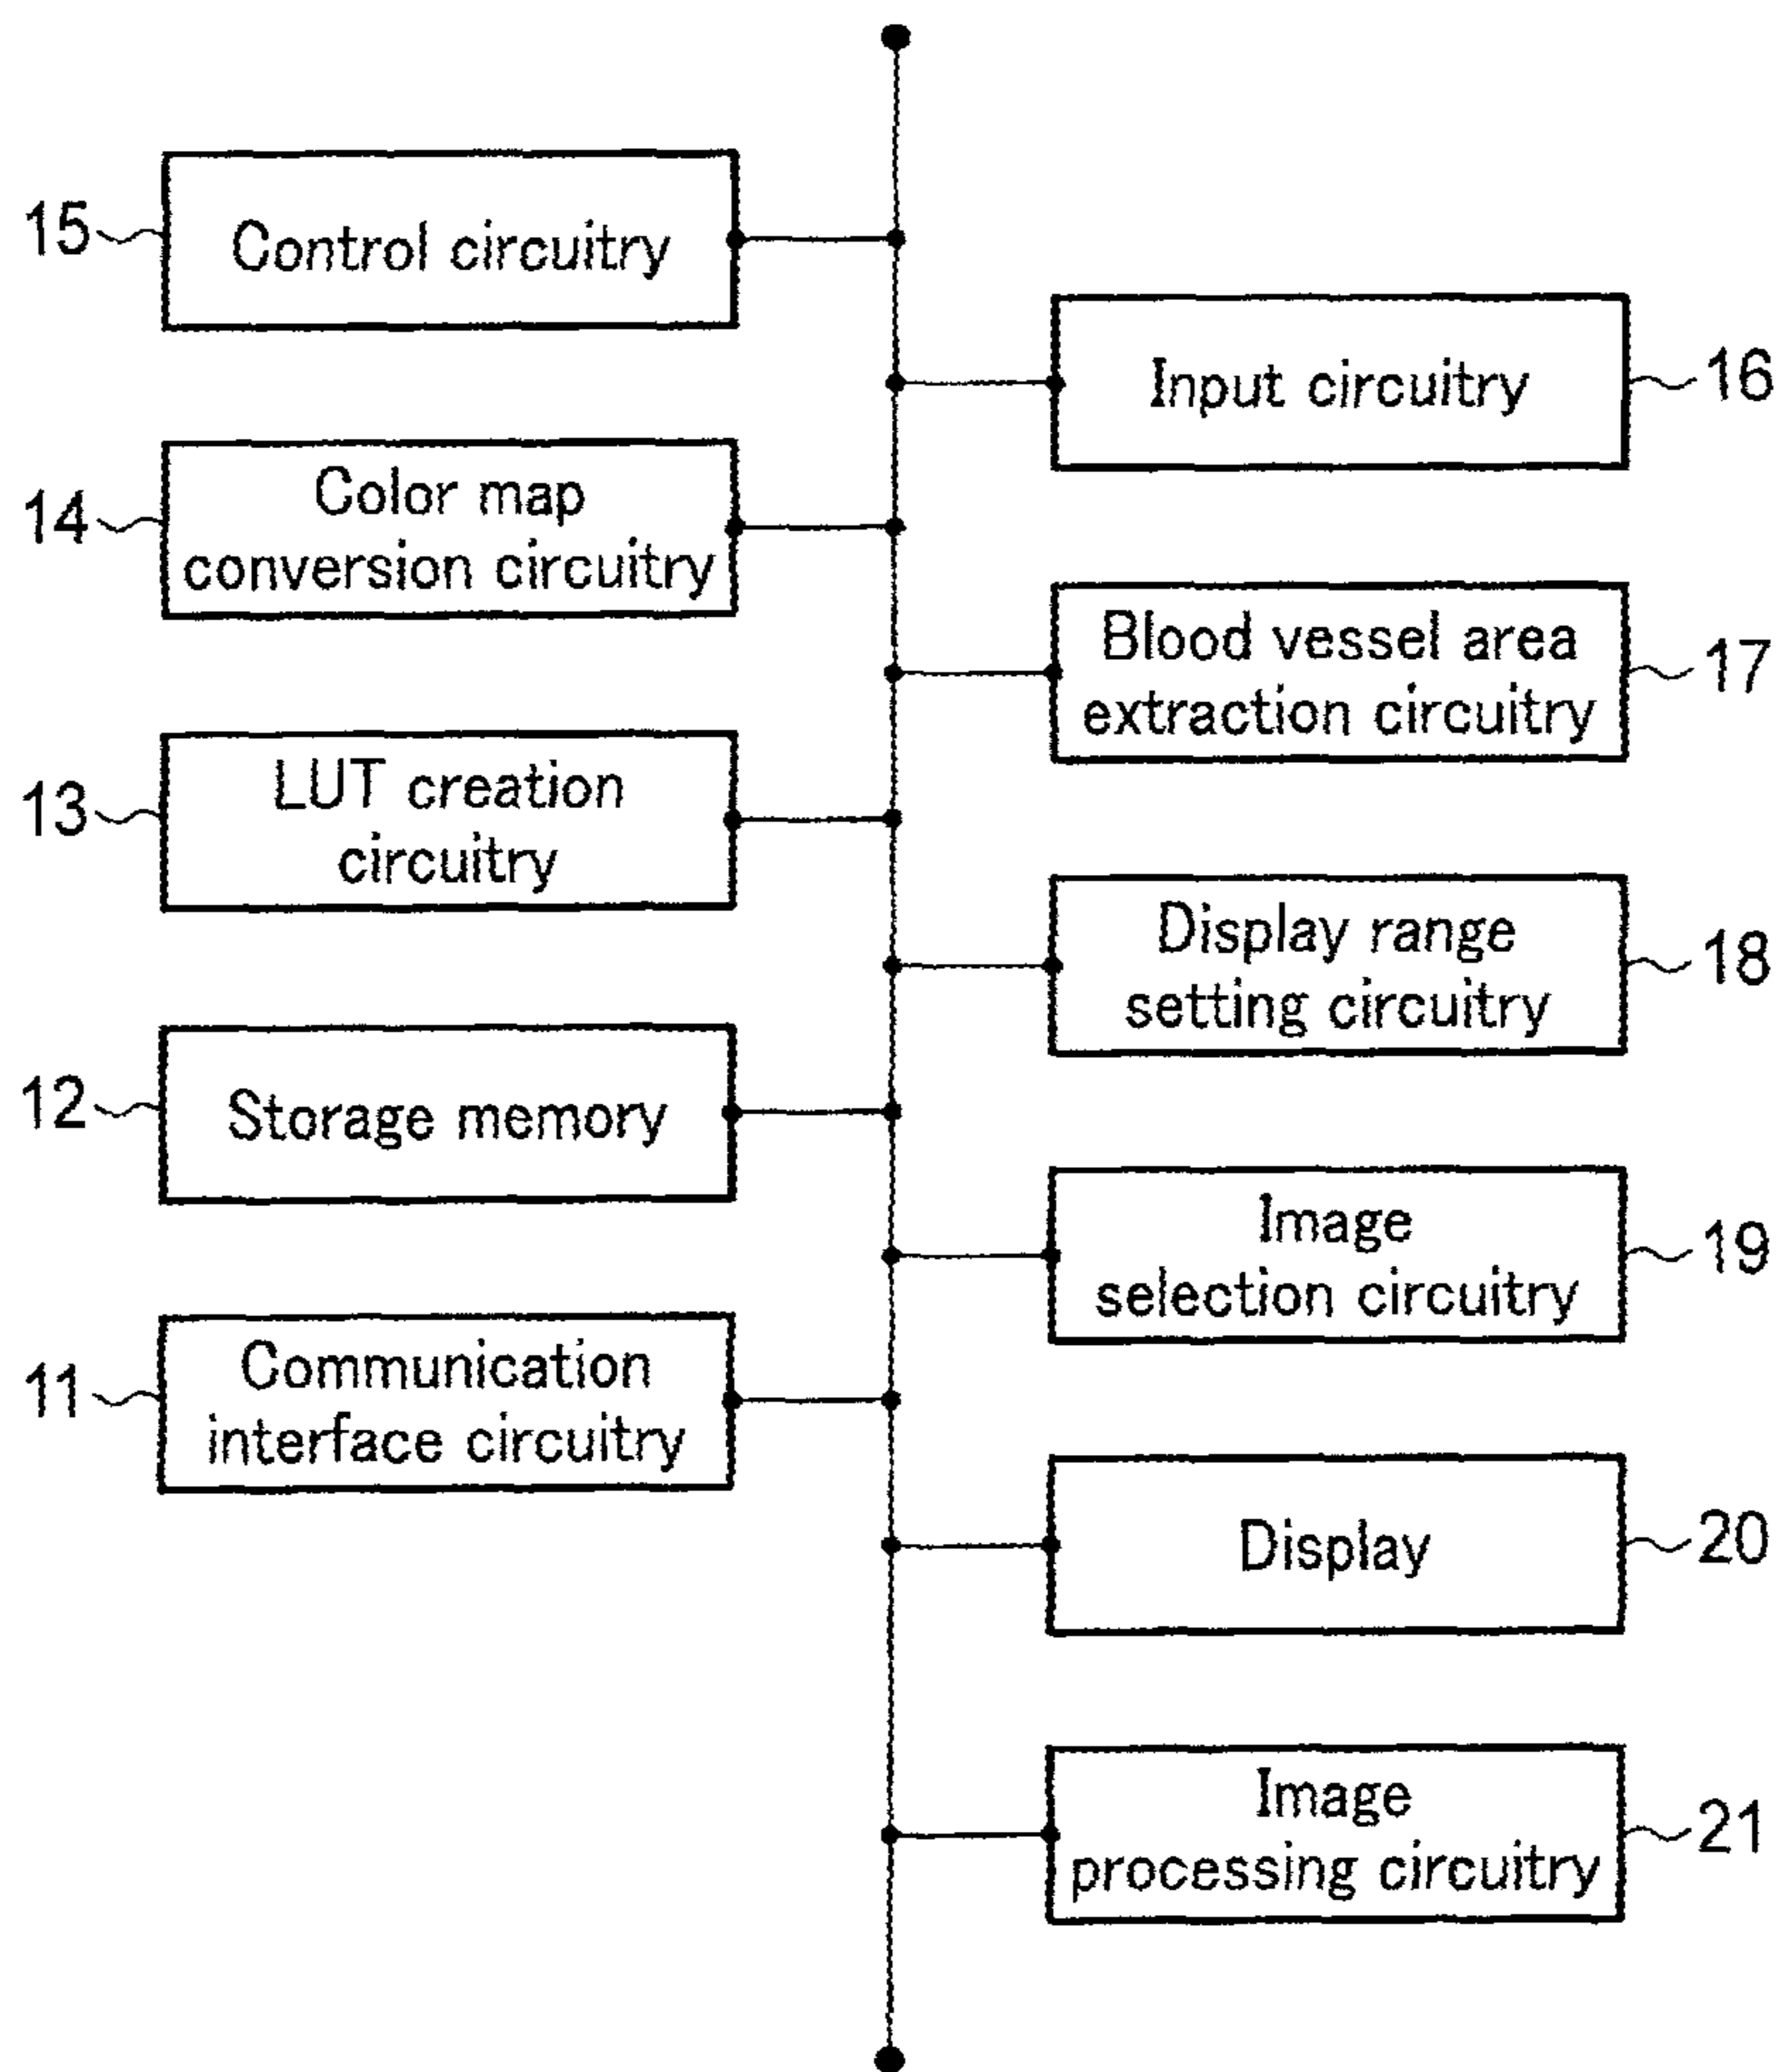 15
Control circuitry
Input circuitry
16
14
Color map
conversion circuitry
Blood vessel area
extraction circuitry
17
13
LUT creation
circuitry
Display range
setting circuitry
18
12
Storage memory
Image
selection circuitry
19
11
Communication
interface circuitry
Display
20
Image
processing circuitry
21